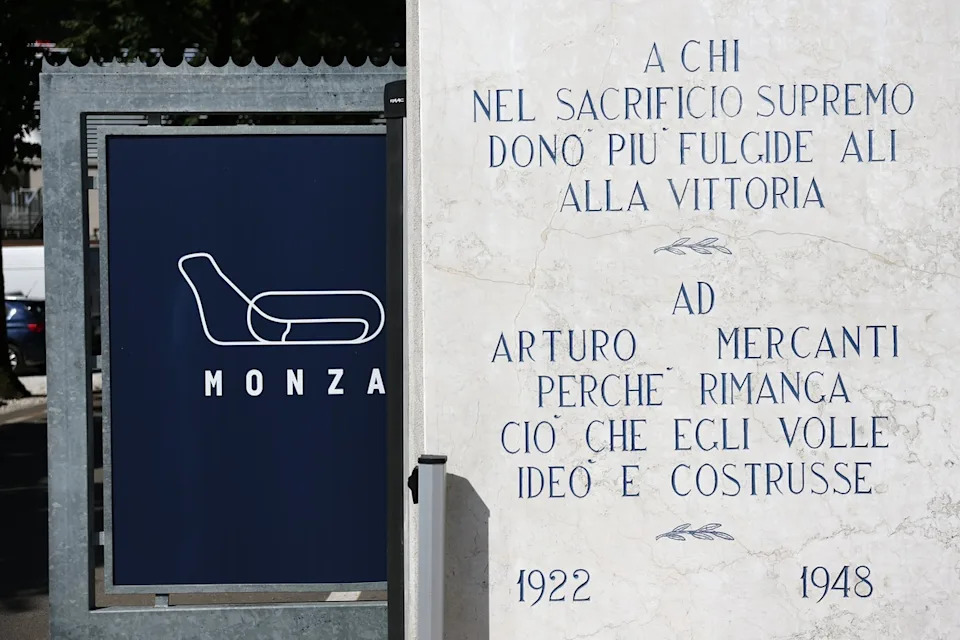 MONZA
A CHI
NEL SACRIFICIO SUPREMO
DONO' PIU' FULGIDE ALI
ALLA VITTORIA
AD
ARTURO MERCANTI
PERCHE' RIMANGA
CIO' CHE EGLI VOLLE
IDEO' E COSTRUSSE
1922 1948